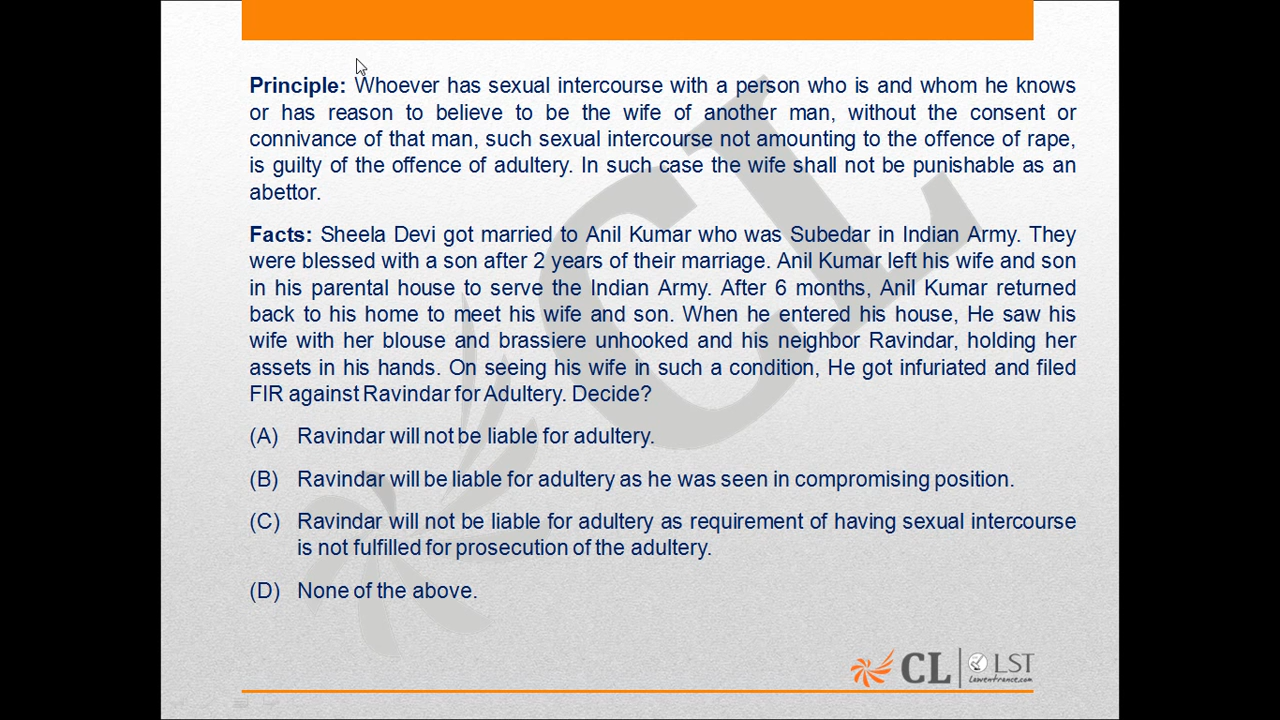 Principle: Whoever has sexual intercourse with a person who is and whom he knows
or has reason to believe to be the wife of another man, without the consent or
connivance of that man, such sexual intercourse not amounting to the offence of rape,
is guilty of the offence of adultery. In such case the wife shall not be punishable as an
abettor.
Facts: Sheela Devi got married to Anil Kumar who was Subedar in Indian Army. They
were blessed with a son after 2 years of their marriage. Anil Kumar left his wife and son
in his parental house to serve the Indian Army. After 6 months, Anil Kumar returned
back to his home to meet his wife and son. When he entered his house, He saw his
wife with her blouse and brassiere unhooked and his neighbor Ravindar, holding her
assets in his hands. On seeing his wife in such a condition, He got infuriated and filed
FIR against Ravindar for Adultery. Decide?
(A) Ravindar will not be liable for adultery.
(B) Ravindar will be liable for adultery as he was seen in compromising position.
(C) Ravindar will not be liable for adultery as requirement of having sexual intercourse
is not fulfilled for prosecution of the adultery.
(D) None of the above.
CL
CL LST
Lawentrance.com